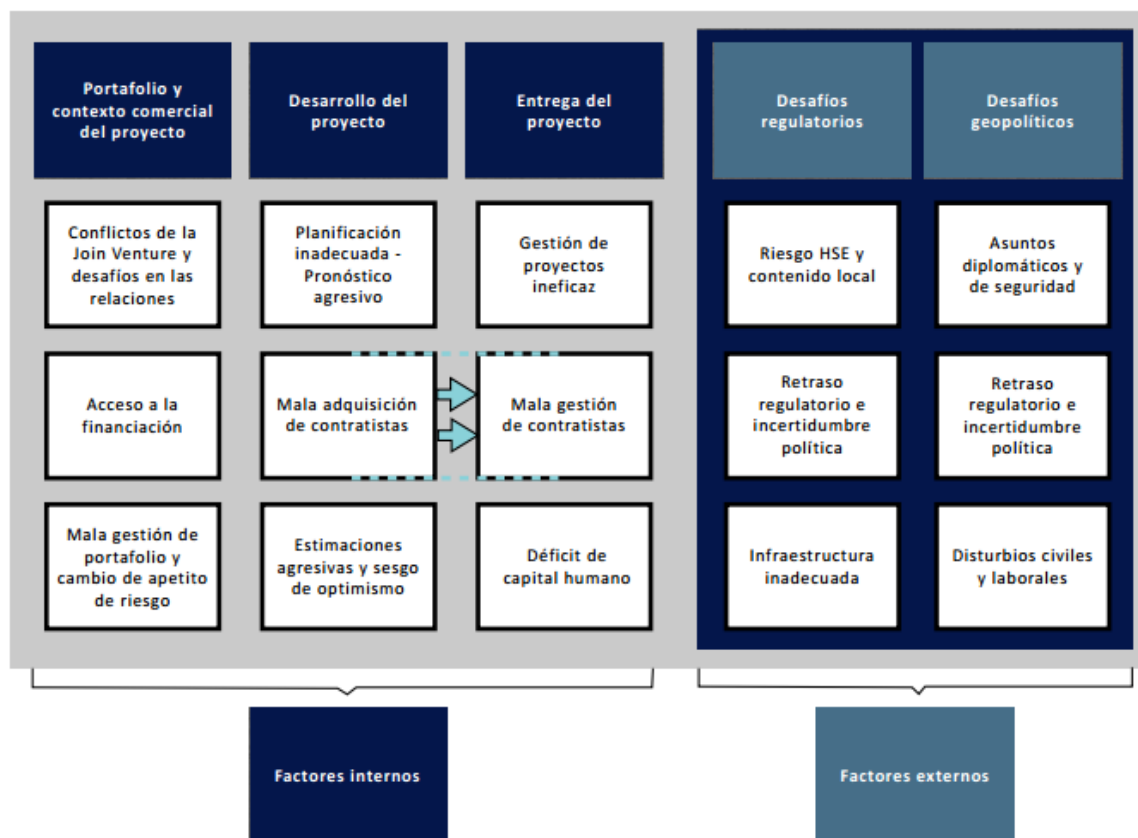 Portafolio y
contexto comercial
del proyecto
Desarrollo del
proyecto
Entrega del
proyecto
Desafíos
regulatorios
Desafíos
geopolíticos
Conflictos de la
Join Venture y
desafíos en las
relaciones
Planificación
inadecuada -
Pronóstico
agresivo
Gestión de
proyectos
ineficaz
Riesgo HSE y
contenido local
Asuntos
diplomáticos y
de seguridad
Acceso a la
financiación
Mala adquisición
de contratistas
Mala gestión
de contratistas
Retraso
regulatorio e
incertidumbre
política
Retraso
regulatorio e
incertidumbre
política
Mala gestión de
portafolio y
cambio de apetito
de riesgo
Estimaciones
agresivas y sesgo
de optimismo
Déficit de
capital humano
Infraestructura
inadecuada
Disturbios civiles
y laborales
Factores internos
Factores externos